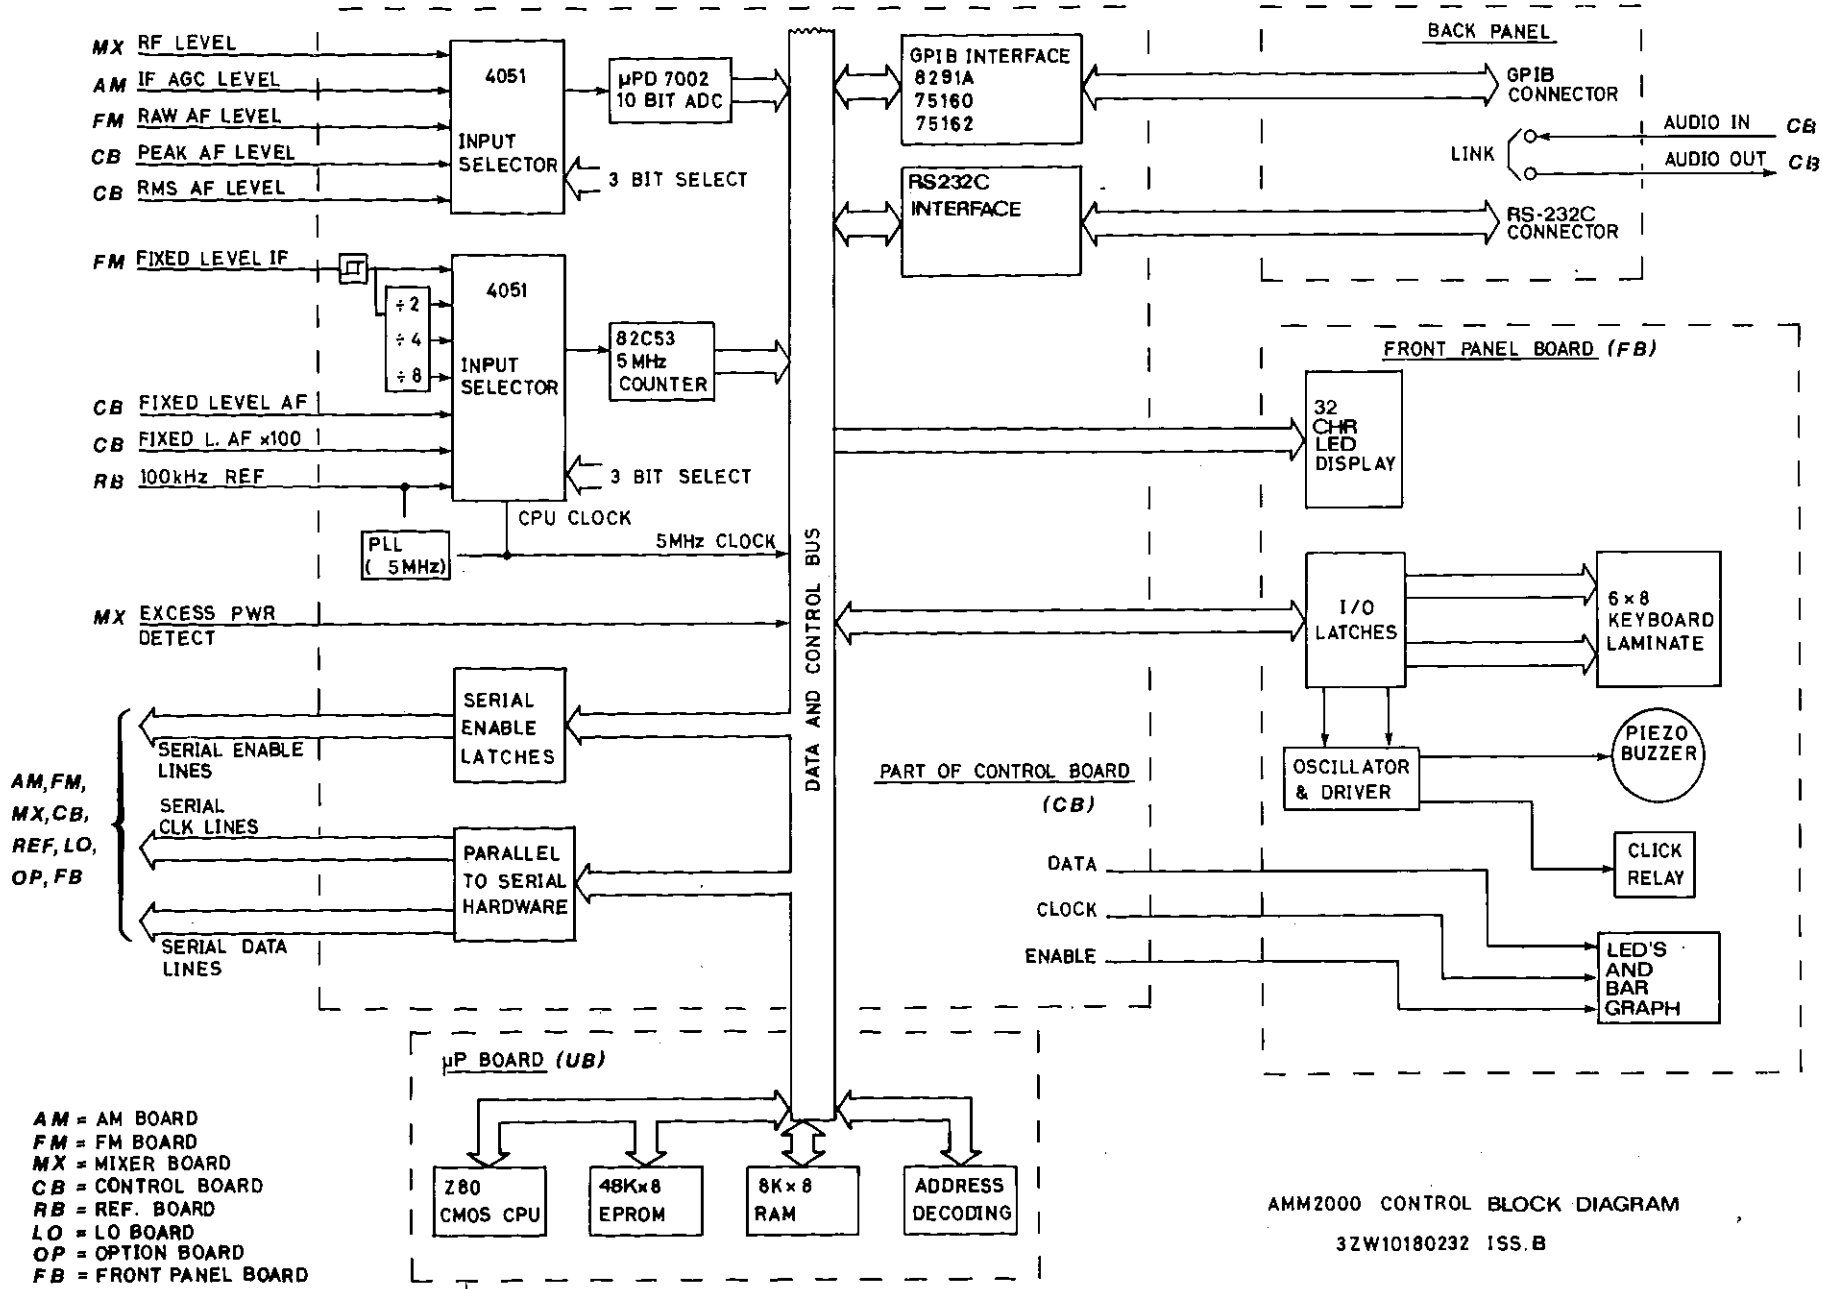 MX RF LEVEL
AM IF AGC LEVEL
FM RAW AF LEVEL
CB PEAK AF LEVEL
CB RMS AF LEVEL
4051
INPUT
SELECTOR
µPD 7002
10 BIT ADC
3 BIT SELECT
GPIB INTERFACE
8291A
75160
75162
RS232C
INTERFACE
BACK PANEL
GPIB
CONNECTOR
AUDIO IN CB
LINK
AUDIO OUT CB
RS-232C
CONNECTOR
FM FIXED LEVEL IF
÷2
÷4
÷8
4051
INPUT
SELECTOR
82C53
5MHz
COUNTER
CB FIXED LEVEL AF
CB FIXED L. AF ×100
RB 100kHz REF
3 BIT SELECT
CPU CLOCK
PLL
( 5MHz)
5MHz CLOCK
MX EXCESS PWR
DETECT
DATA AND CONTROL BUS
FRONT PANEL BOARD (FB)
32
CHR
LED
DISPLAY
I/O
LATCHES
6×8
KEYBOARD
LAMINATE
OSCILLATOR
& DRIVER
PIEZO
BUZZER
CLICK
RELAY
LED'S
AND
BAR
GRAPH
SERIAL
ENABLE
LATCHES
SERIAL ENABLE
LINES
AM, FM,
MX, CB,
REF, LO,
OP, FB
SERIAL
CLK LINES
PARALLEL
TO SERIAL
HARDWARE
SERIAL DATA
LINES
PART OF CONTROL BOARD
(CB)
DATA
CLOCK
ENABLE
µP BOARD (UB)
Z80
CMOS CPU
48K×8
EPROM
8K×8
RAM
ADDRESS
DECODING
AM = AM BOARD
FM = FM BOARD
MX = MIXER BOARD
CB = CONTROL BOARD
RB = REF. BOARD
LO = LO BOARD
OP = OPTION BOARD
FB = FRONT PANEL BOARD
AMM2000 CONTROL BLOCK DIAGRAM
3ZW10180232 ISS.B